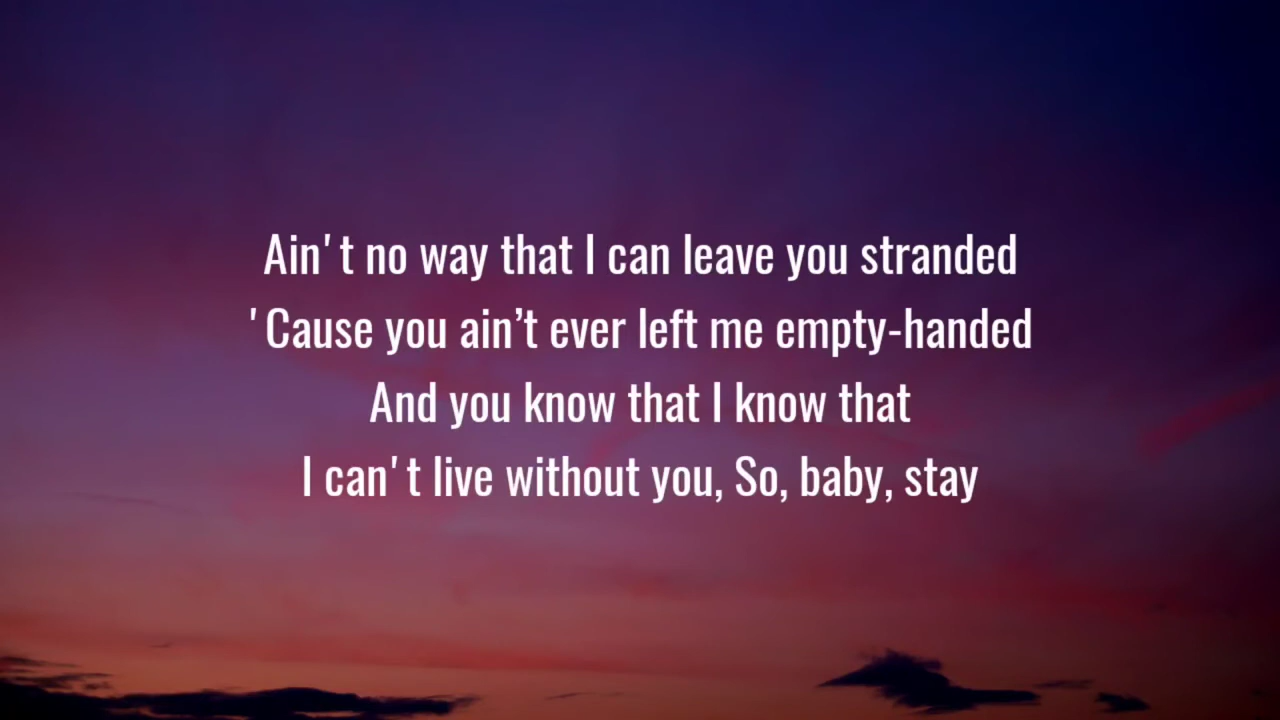 Ain't no way that I can leave you stranded
'Cause you ain’t ever left me empty-handed
And you know that I know that
I can't live without you, So, baby, stay